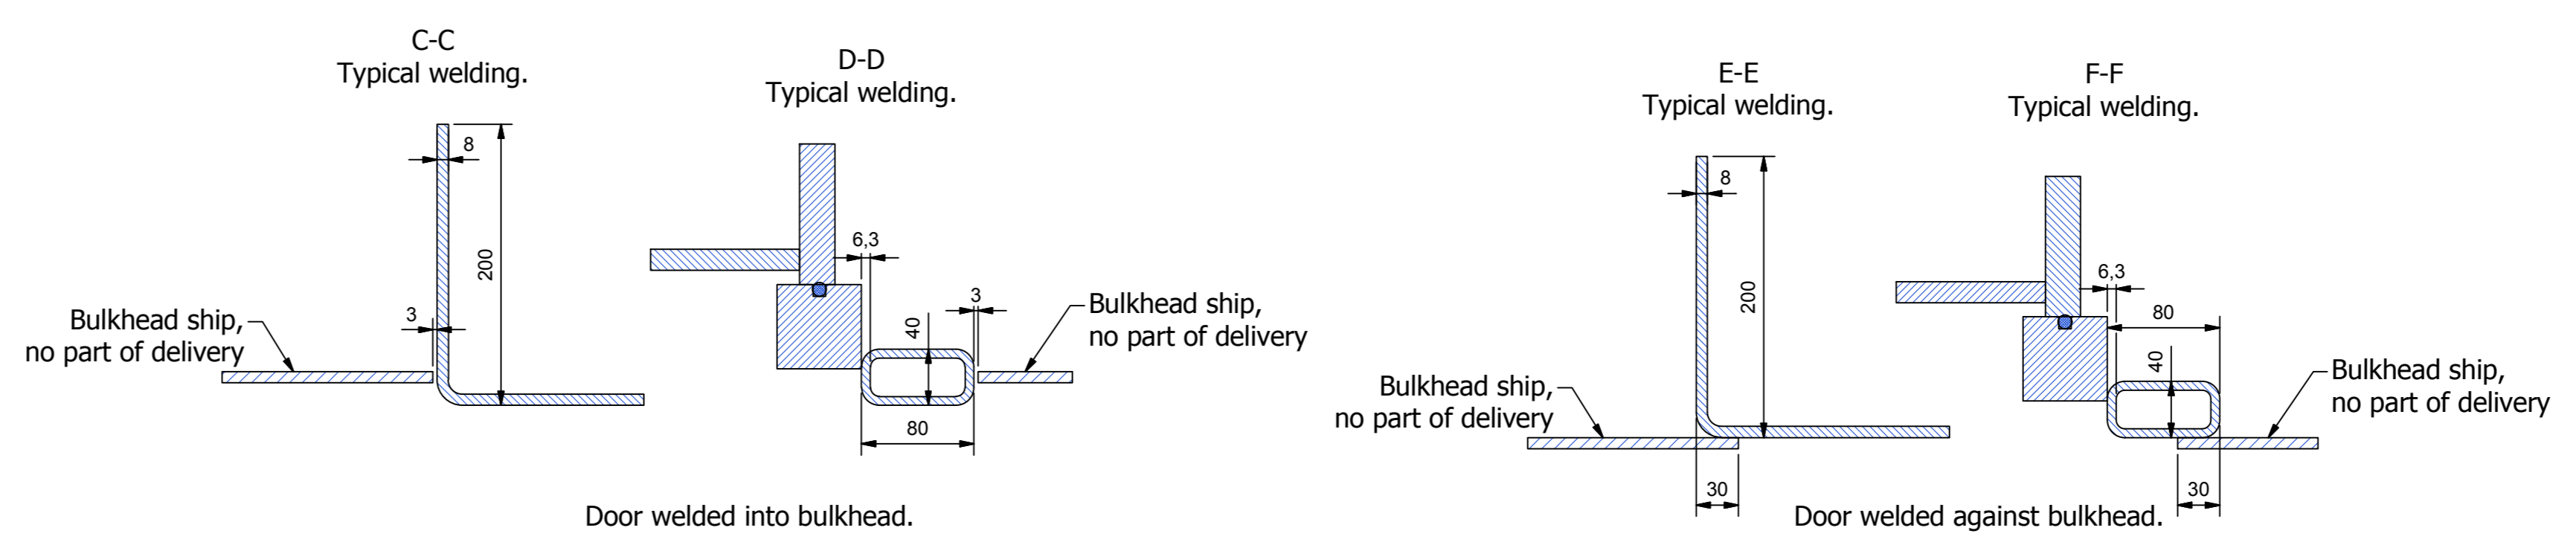 C-C
Typical welding.
8
200
3
Bulkhead ship,
no part of delivery
D-D
Typical welding.
6,3
3
40
80
Bulkhead ship,
no part of delivery
Door welded into bulkhead.
E-E
Typical welding.
8
200
Bulkhead ship,
no part of delivery
30
F-F
Typical welding.
6,3
80
40
Bulkhead ship,
no part of delivery
30
Door welded against bulkhead.